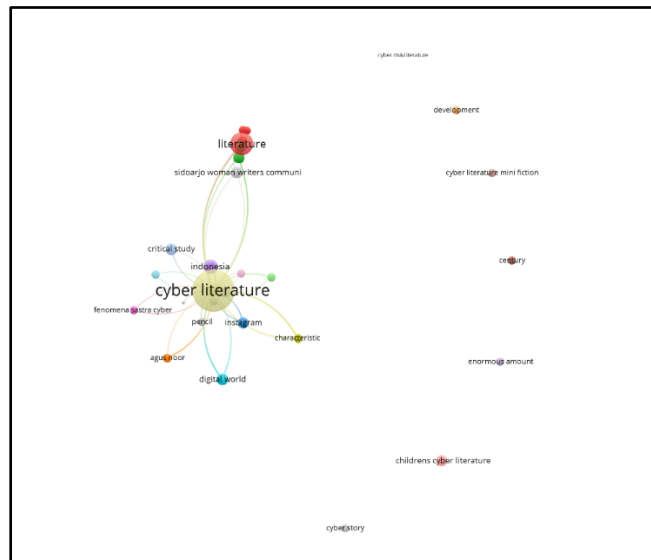 development
literature
sidoarjo woman writers communi
cyber literature mini fiction
critical study
indonesia
century
cyber literature
fenomena sastra cyber
pencil
instagram
characteristic
agus noor
digital world
enormous amount
childrens cyber literature
cyber story